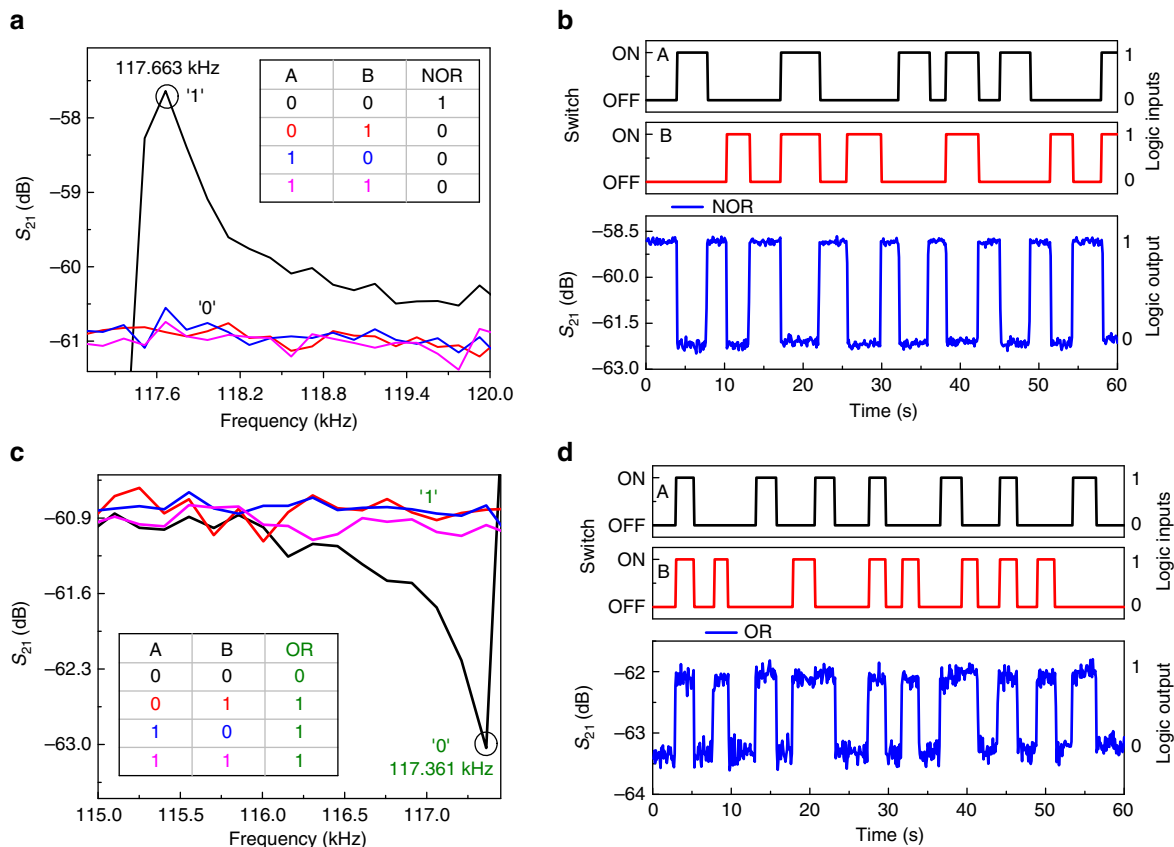 a
117.663 kHz
'1'
A B NOR
0 0 1
0 1 0
1 0 0
1 1 0
'0'
−58
−59
−60
−61
S21 (dB)
117.6 118.2 118.8 119.4 120.0
Frequency (kHz)
b
ON A 1
OFF 0
ON B 1
OFF 0
Switch
Logic inputs
NOR
−58.5 1
−60.0
−61.5 0
−63.0
S21 (dB)
Logic output
0 10 20 30 40 50 60
Time (s)
c
'1'
−60.9
−61.6
−62.3
−63.0
S21 (dB)
A B OR
0 0 0
0 1 1
1 0 1
1 1 1
'0'
117.361 kHz
115.0 115.5 116.0 116.5 117.0
Frequency (kHz)
d
ON A 1
OFF 0
ON B 1
OFF 0
Switch
Logic inputs
OR
−62 1
−63 0
−64
S21 (dB)
Logic output
0 10 20 30 40 50 60
Time (s)